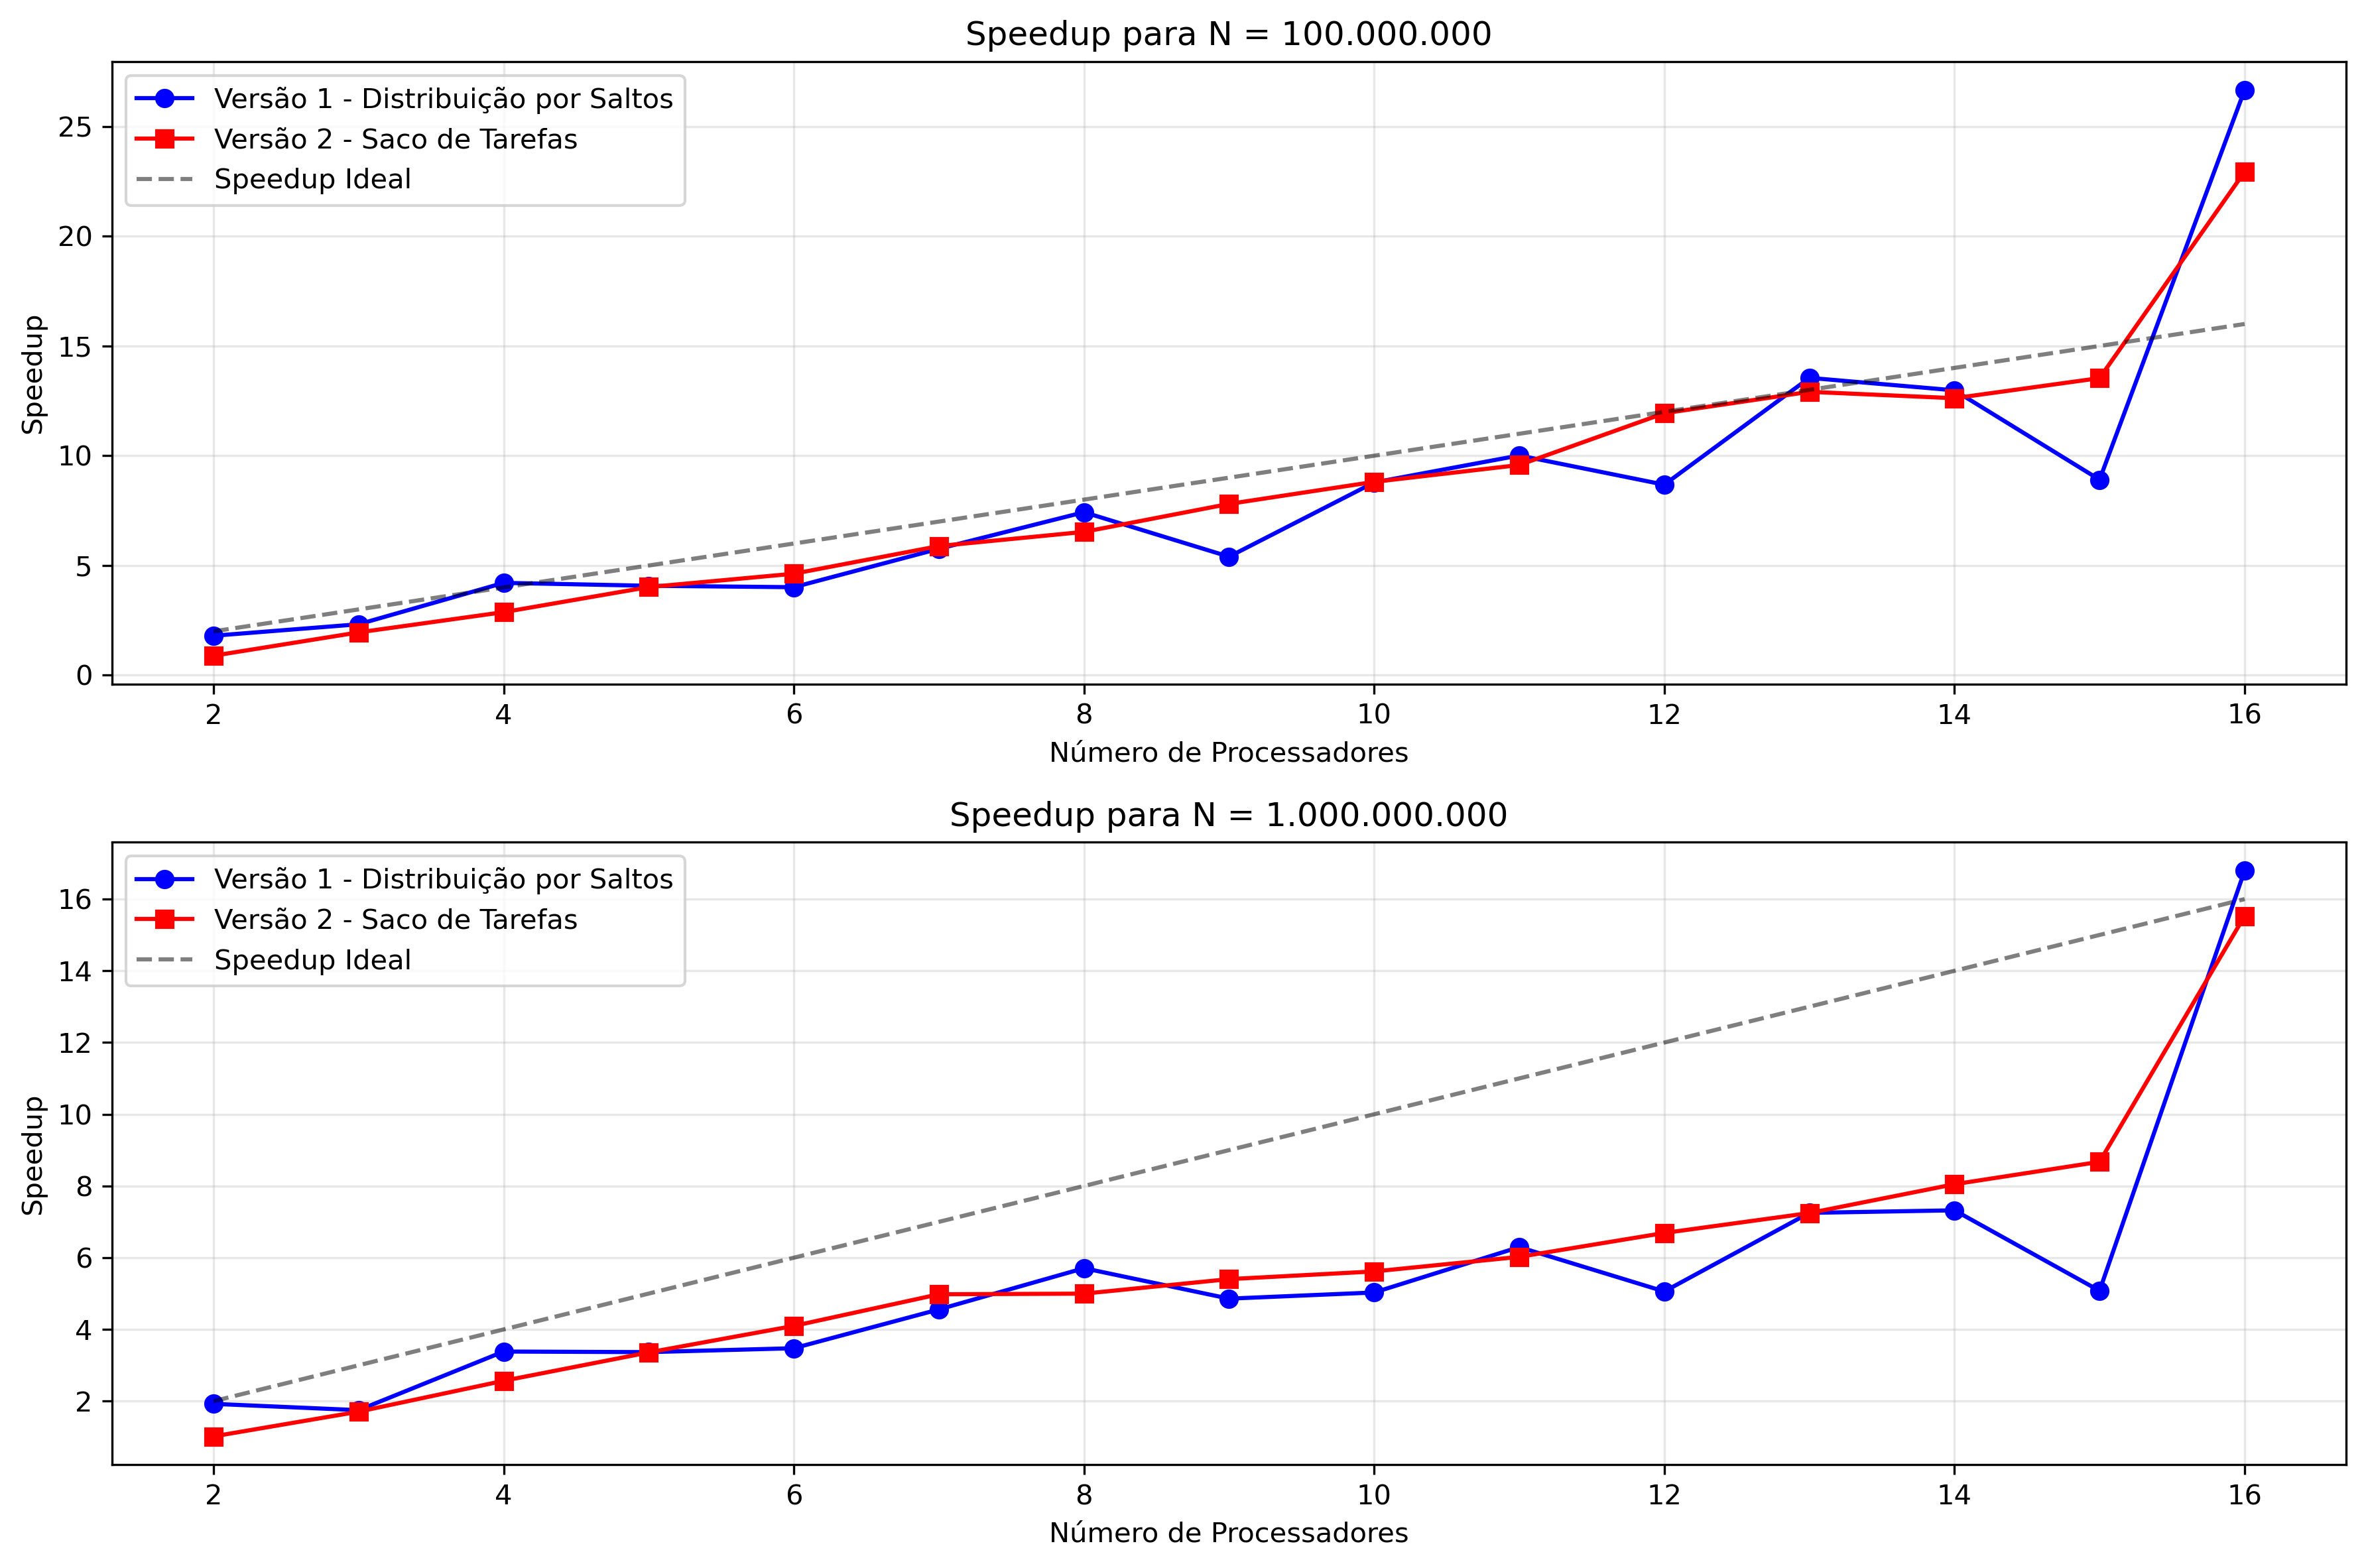 Speedup para N = 100.000.000
Versão 1 - Distribuição por Saltos
Versão 2 - Saco de Tarefas
Speedup Ideal
Speedup
25
20
15
10
5
0
2 4 6 8 10 12 14 16
Número de Processadores
Speedup para N = 1.000.000.000
Versão 1 - Distribuição por Saltos
Versão 2 - Saco de Tarefas
Speedup Ideal
Speedup
16
14
12
10
8
6
4
2
2 4 6 8 10 12 14 16
Número de Processadores